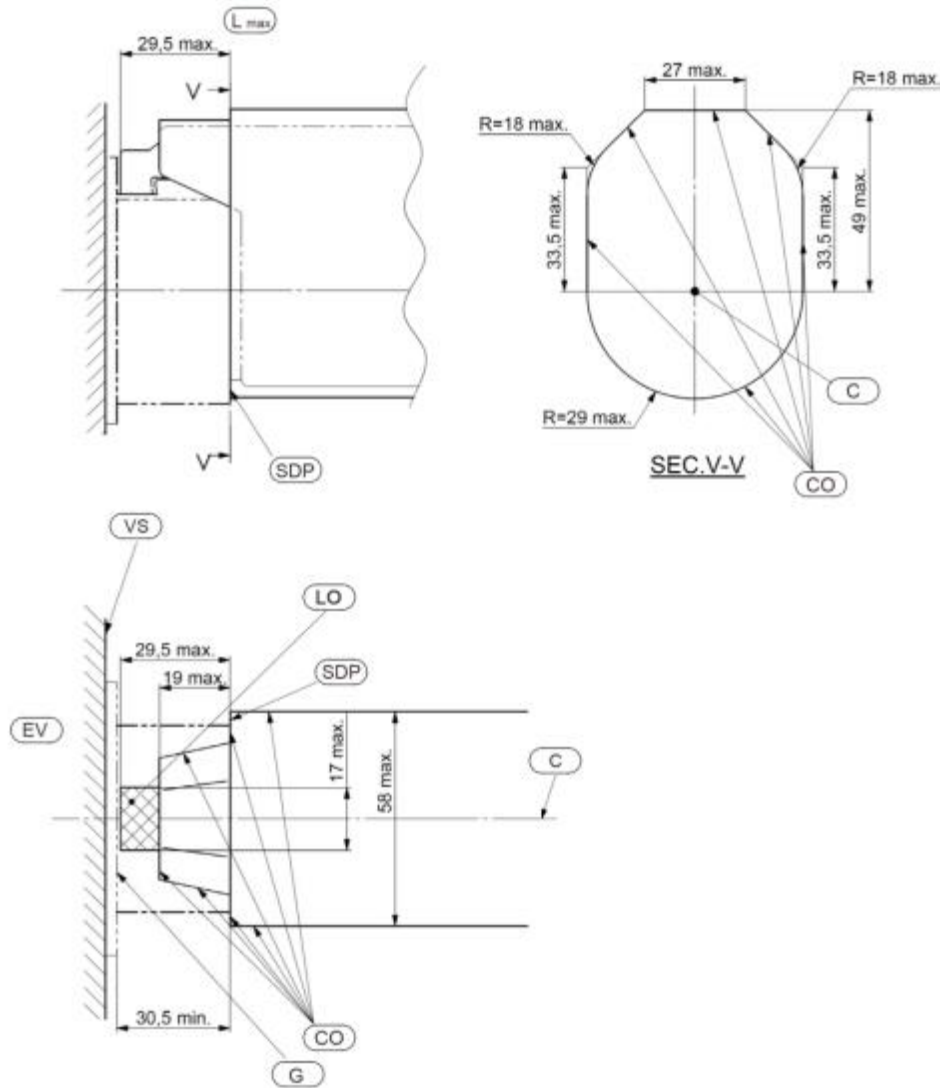 L max.
29,5 max.
V
V
SDP
27 max.
R=18 max.
R=18 max.
33,5 max.
33,5 max.
49 max.
C
R=29 max.
SEC.V-V
CO
VS
LO
29,5 max.
19 max.
SDP
EV
17 max.
58 max.
C
30,5 min.
CO
G